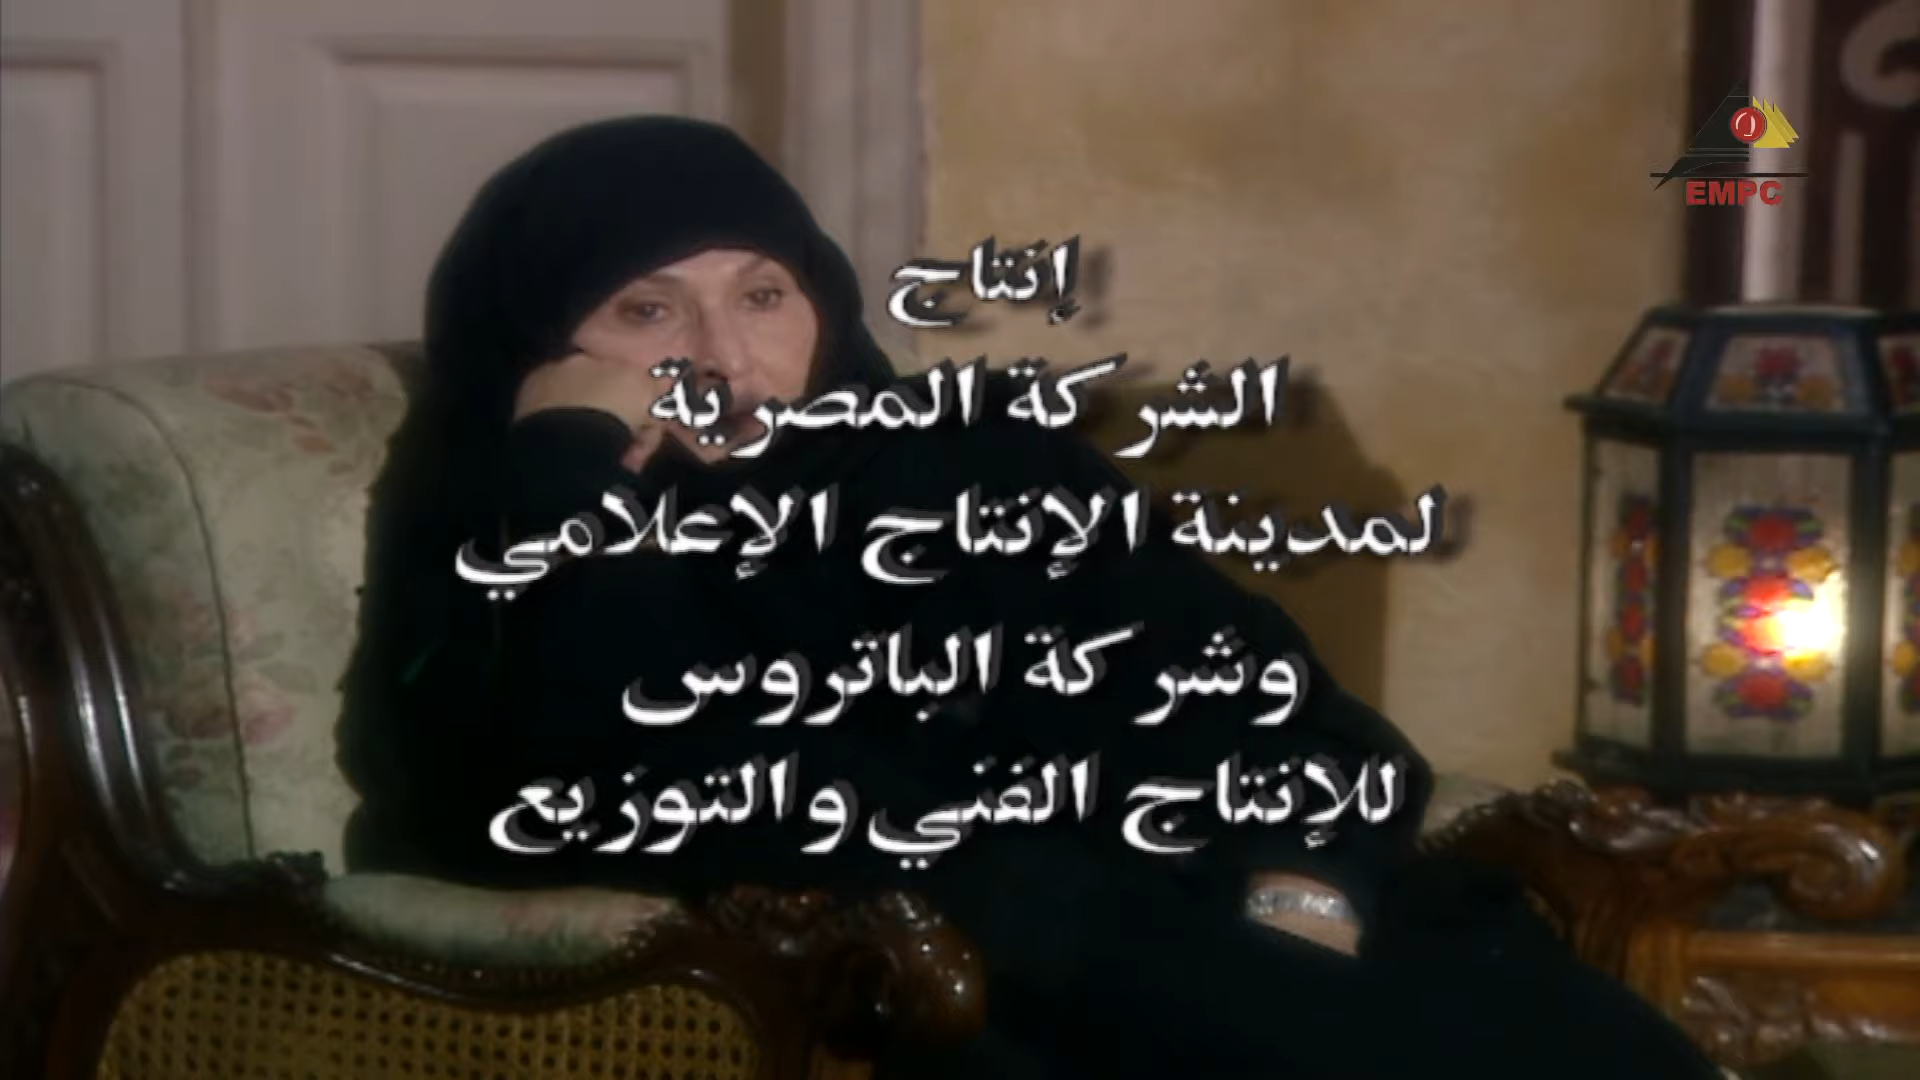 EMPC
إنتاج
الشركة المصرية
لمدينة الإنتاج الإعلامي
وشركة الباتروس
للإنتاج الفني والتوزيع